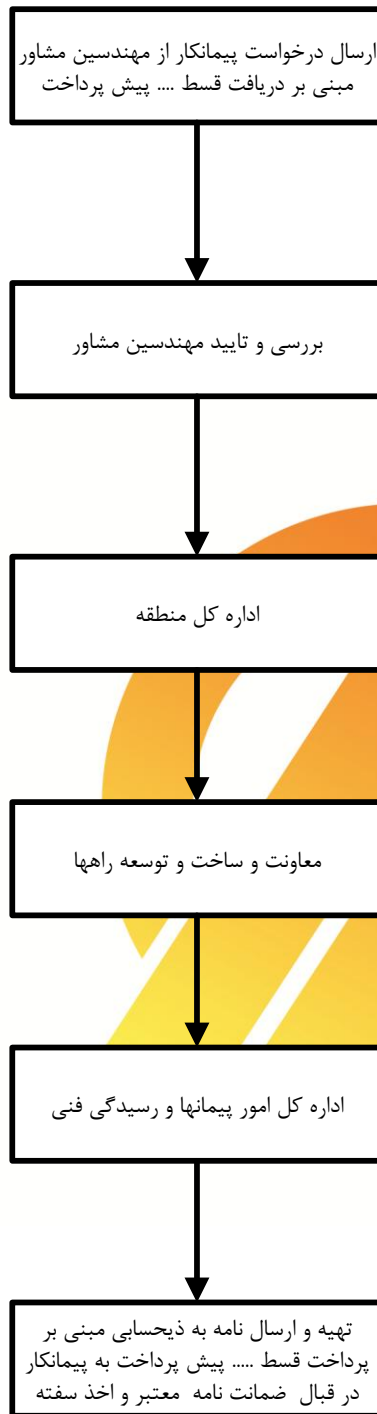 ارسال درخواست پیمانکار از مهندسین مشاور
مبنی بر دریافت قسط .... پیش پرداخت
بررسی و تایید مهندسین مشاور
اداره کل منطقه
معاونت و ساخت و توسعه راهها
اداره کل امور پیمانها و رسیدگی فنی
تهیه و ارسال نامه به ذیحسابی مبنی بر
پرداخت قسط ..... پیش پرداخت به پیمانکار
در قبال ضمانت نامه معتبر و اخذ سفته